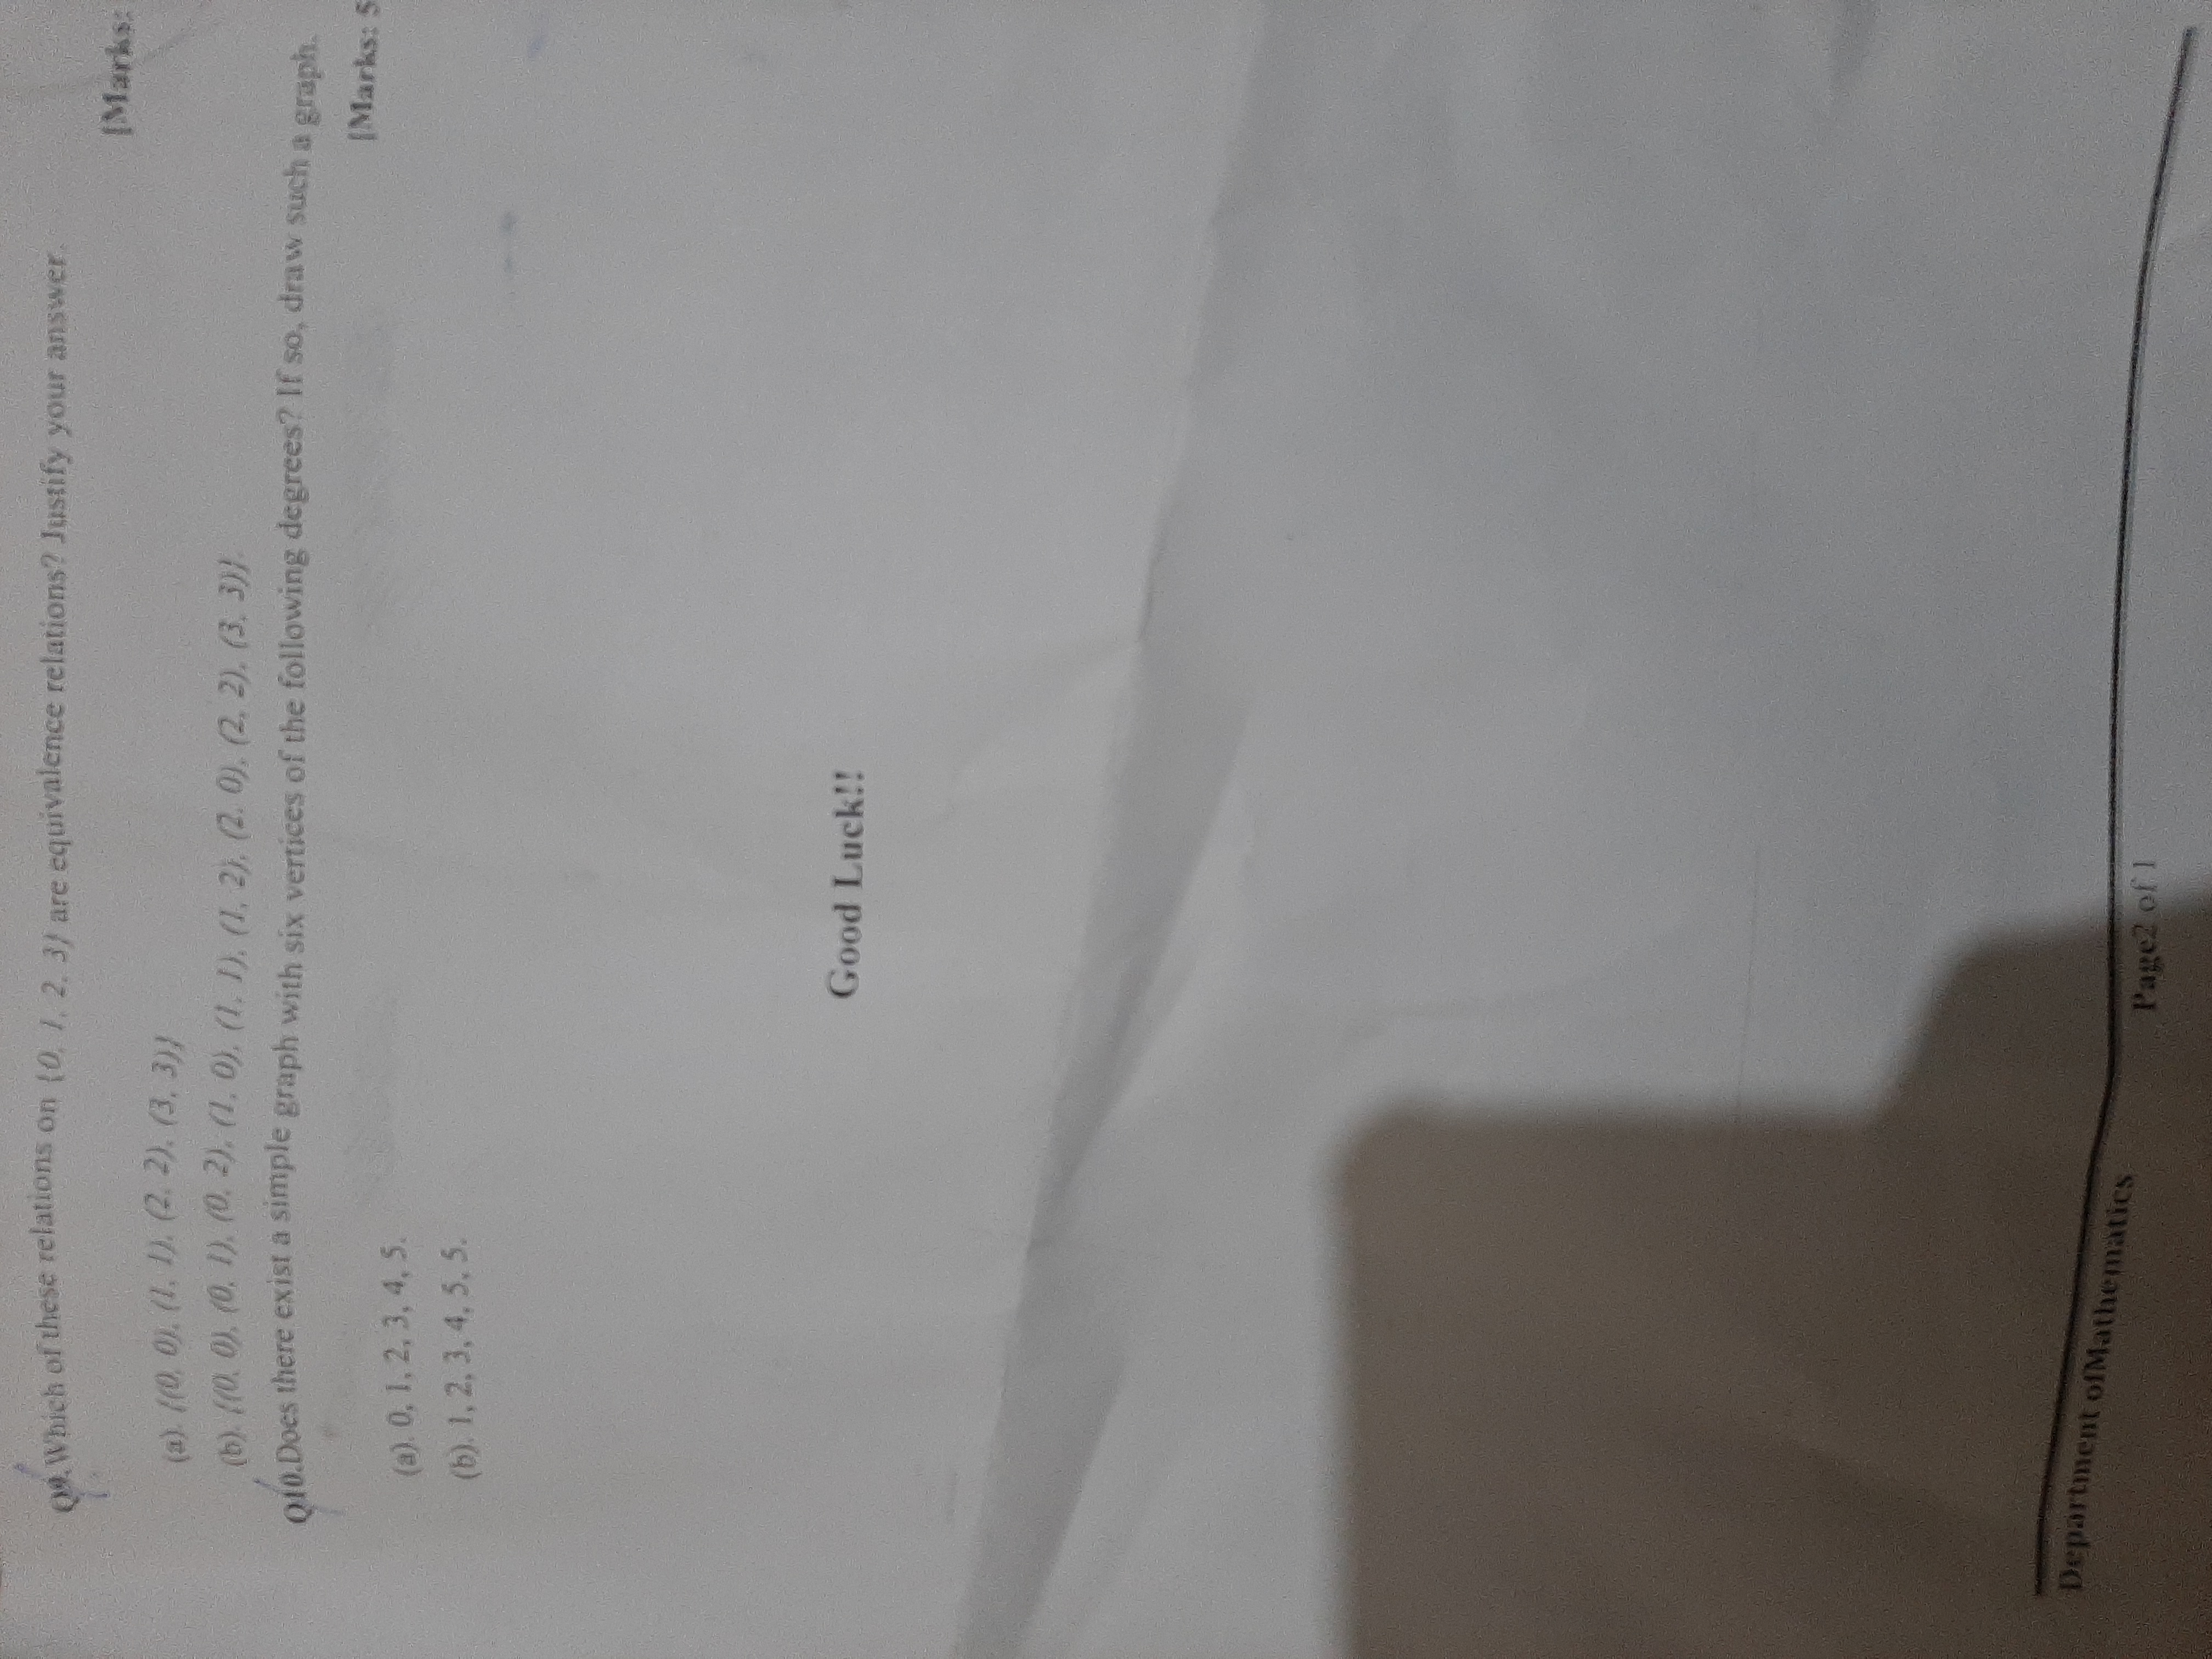 Q9.Which of these relations on {0, 1, 2, 3} are equivalence relations? Justify your answer.
[Marks:
(a). {(0, 0), (1, 1), (2, 2), (3, 3)}
(b). {(0, 0), (0, 1), (0, 2), (1, 0), (1, 1), (1, 2), (2, 0), (2, 2), (3, 3)}.
Q10.Does there exist a simple graph with six vertices of the following degrees? If so, draw such a graph.
[Marks: 5
(a). 0, 1, 2, 3, 4, 5.
(b). 1, 2, 3, 4, 5, 5.
Good Luck!!
Department ofMathematics
Page2 of 1